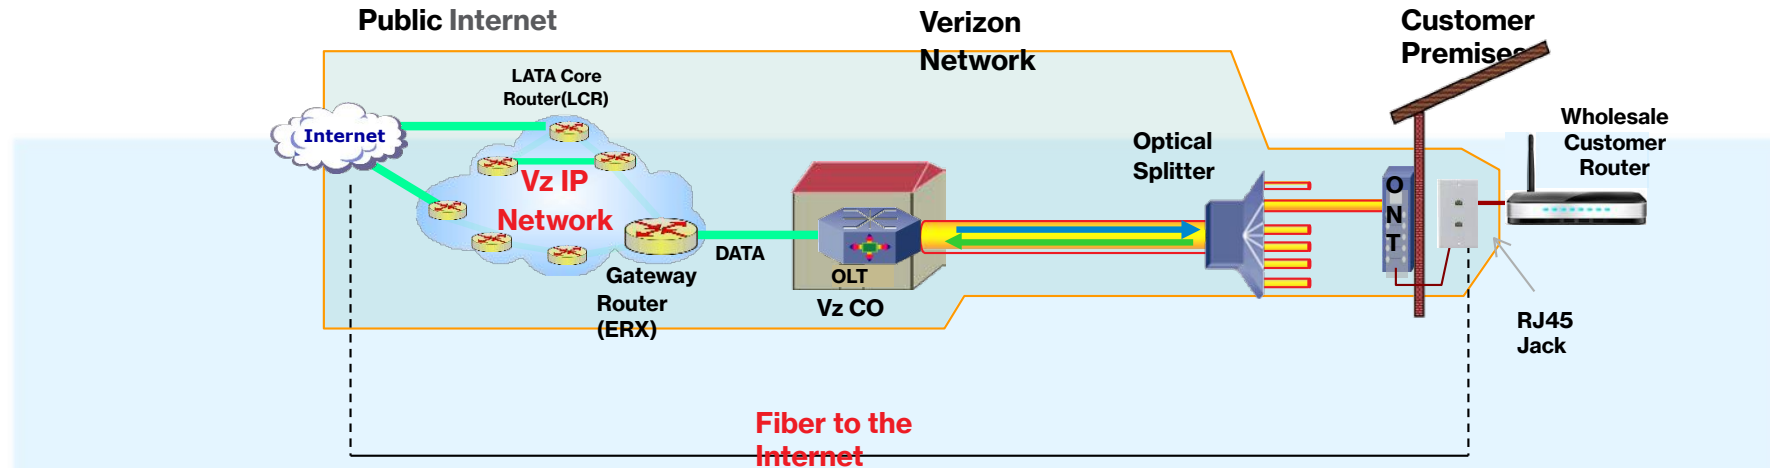 Public Internet
Verizon
Network
Customer
Premises
LATA Core
Router(LCR)
Internet
Vz IP
Network
Gateway
Router
(ERX)
DATA
OLT
Vz CO
Optical
Splitter
O
N
T
Wholesale
Customer
Router
RJ45
Jack
Fiber to the
Internet